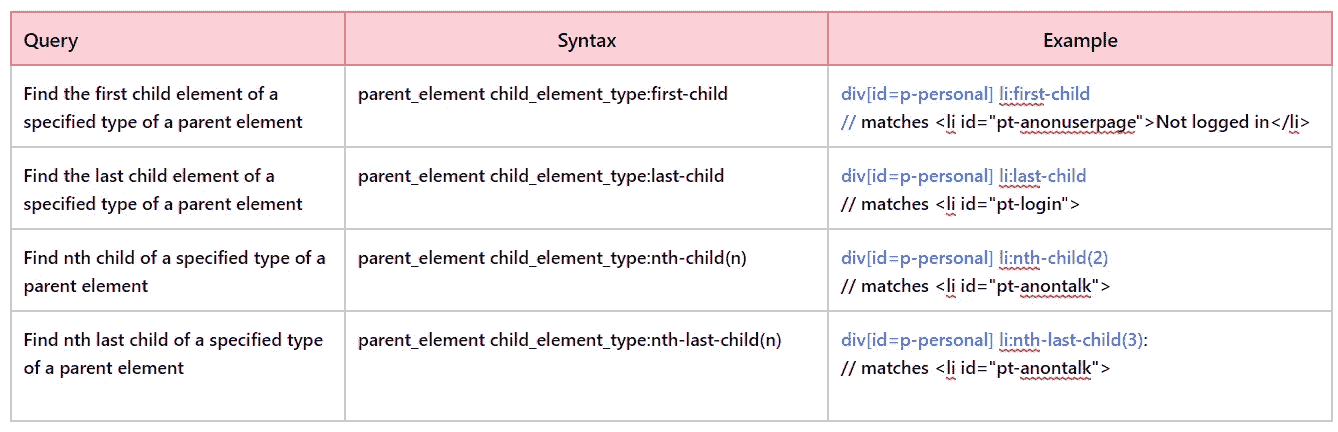 Query Syntax Example
Find the first child element of a
specified type of a parent element
parent_element child_element_type:first-child
div[id=p-personal] li:first-child
// matches <li id="pt-anonuserpage">Not logged in</li>
Find the last child element of a
specified type of a parent element
parent_element child_element_type:last-child
div[id=p-personal] li:last-child
// matches <li id="pt-login">
Find nth child of a specified type of a
parent element
parent_element child_element_type:nth-child(n)
div[id=p-personal] li:nth-child(2)
// matches <li id="pt-anontalk">
Find nth last child of a specified type
of a parent element
parent_element child_element_type:nth-last-child(n)
div[id=p-personal] li:nth-last-child(3):
// matches <li id="pt-anontalk">